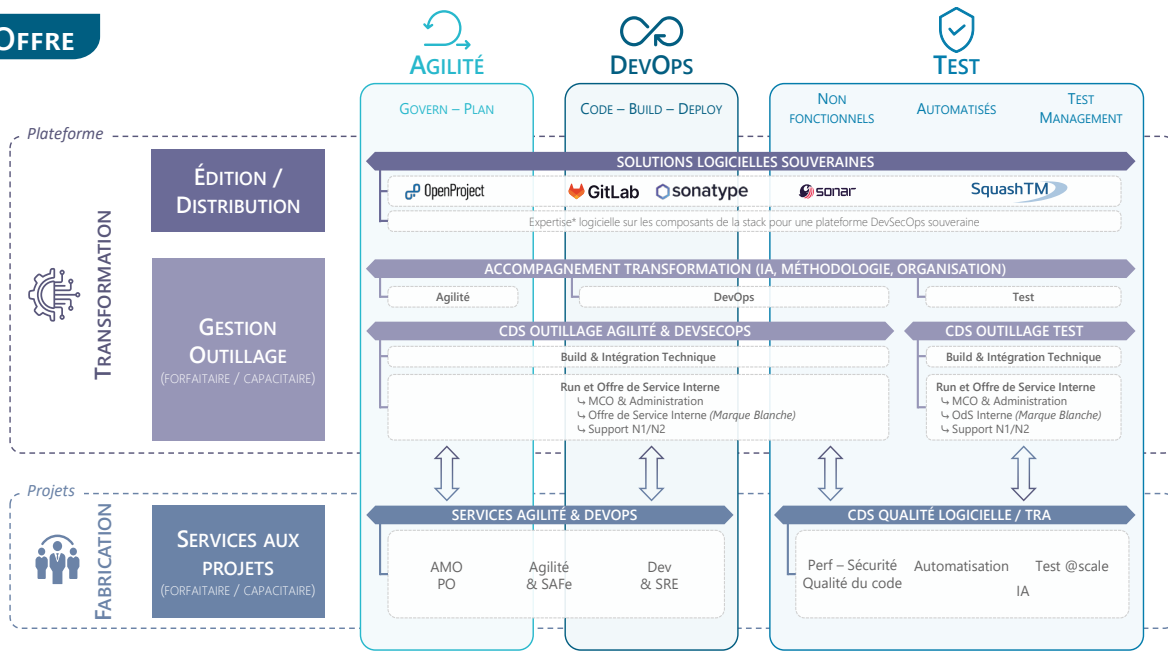 OFFRE
AGILITÉ
DEVOPS
TEST
GOVERN – PLAN
CODE – BUILD – DEPLOY
NON
FONCTIONNELS
AUTOMATISÉS
TEST
MANAGEMENT
Plateforme
TRANSFORMATION
ÉDITION /
DISTRIBUTION
SOLUTIONS LOGICIELLES SOUVERAINES
OpenProject
GitLab
sonatype
sonar
SquashTM
Expertise* logicielle sur les composants de la stack pour une plateforme DevSecOps souveraine
GESTION
OUTILLAGE
(FORFAITAIRE / CAPACITAIRE)
ACCOMPAGNEMENT TRANSFORMATION (IA, MÉTHODOLOGIE, ORGANISATION)
Agilité
DevOps
Test
CDS OUTILLAGE AGILITÉ & DEVSECOPS
Build & Intégration Technique
Run et Offre de Service Interne
↳ MCO & Administration
↳ Offre de Service Interne (Marque Blanche)
↳ Support N1/N2
CDS OUTILLAGE TEST
Build & Intégration Technique
Run et Offre de Service Interne
↳ MCO & Administration
↳ OdS Interne (Marque Blanche)
↳ Support N1/N2
Projets
FABRICATION
SERVICES AUX
PROJETS
(FORFAITAIRE / CAPACITAIRE)
SERVICES AGILITÉ & DEVOPS
AMO
PO
Agilité
& SAFe
Dev
& SRE
CDS QUALITÉ LOGICIELLE / TRA
Perf – Sécurité
Qualité du code
Automatisation
Test @scale
IA